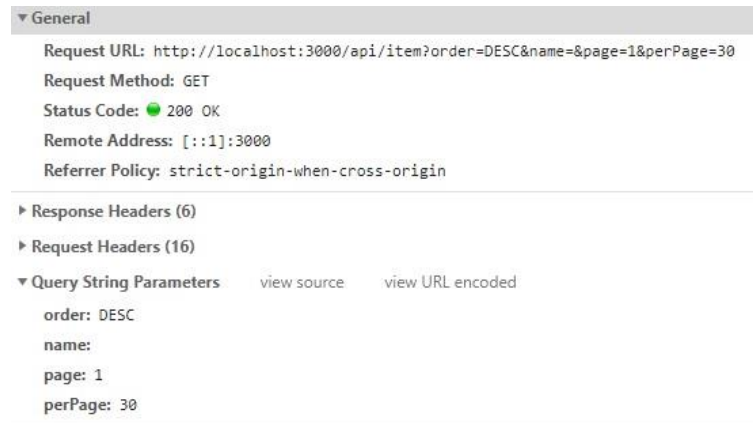 General
Request URL: http://localhost:3000/api/item?order=DESC&name=&page=1&perPage=30
Request Method: GET
Status Code: 200 OK
Remote Address: [::1]:3000
Referrer Policy: strict-origin-when-cross-origin
Response Headers (6)
Request Headers (16)
Query String Parameters view source view URL encoded
order: DESC
name:
page: 1
perPage: 30